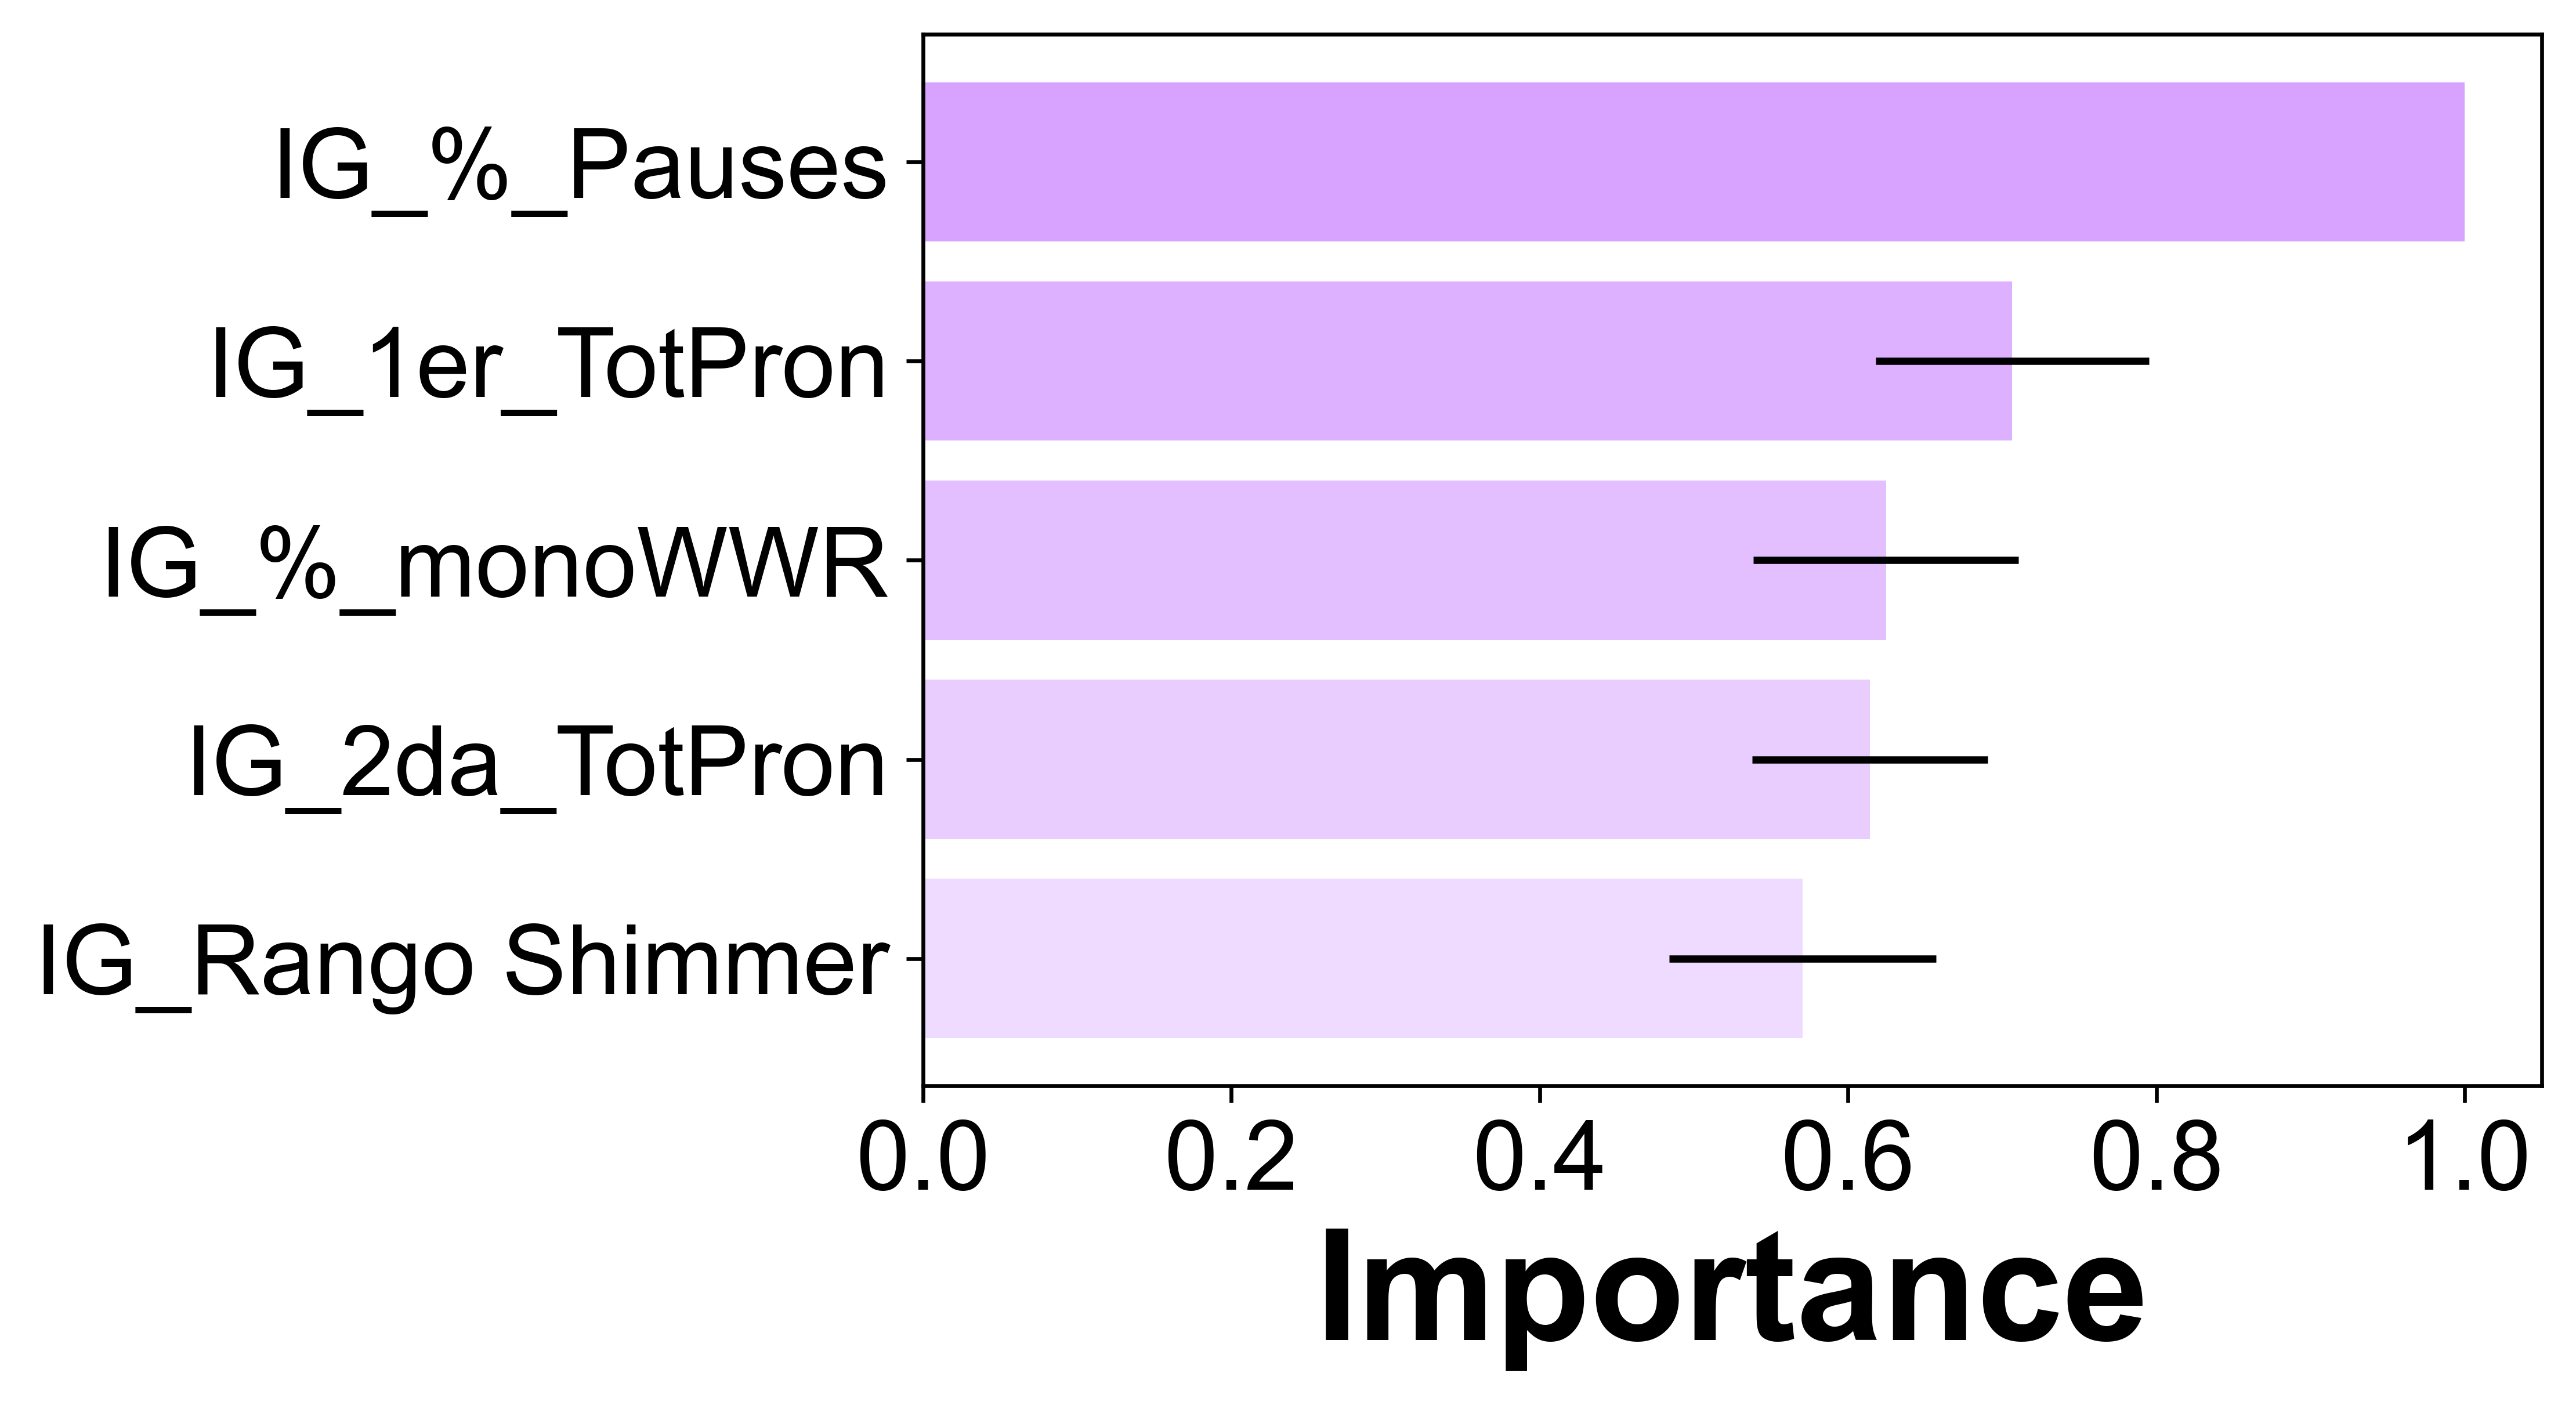 IG_%_Pauses
IG_1er_TotPron
IG_%_monoWWR
IG_2da_TotPron
IG_Rango Shimmer
0.0 0.2 0.4 0.6 0.8 1.0
Importance